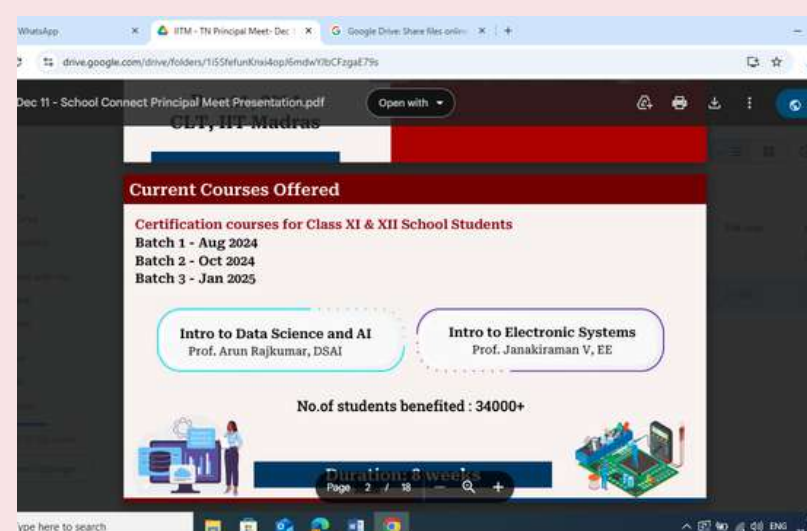 WhatsApp
IITM - TN Principal Meet- Dec 1
Google Drive: Share files online
drive.google.com/drive/folders/
Dec 11 - School Connect Principal Meet Presentation.pdf
Open with
CLT, IIT Madras
Current Courses Offered
Certification courses for Class XI & XII School Students
Batch 1 - Aug 2024
Batch 2 - Oct 2024
Batch 3 - Jan 2025
Intro to Data Science and AI
Prof. Arun Rajkumar, DSAI
Intro to Electronic Systems
Prof. Janakiraman V, EE
No.of students benefited : 34000+
Duration: 8 weeks
Page 2 / 18
ype here to search
ENG